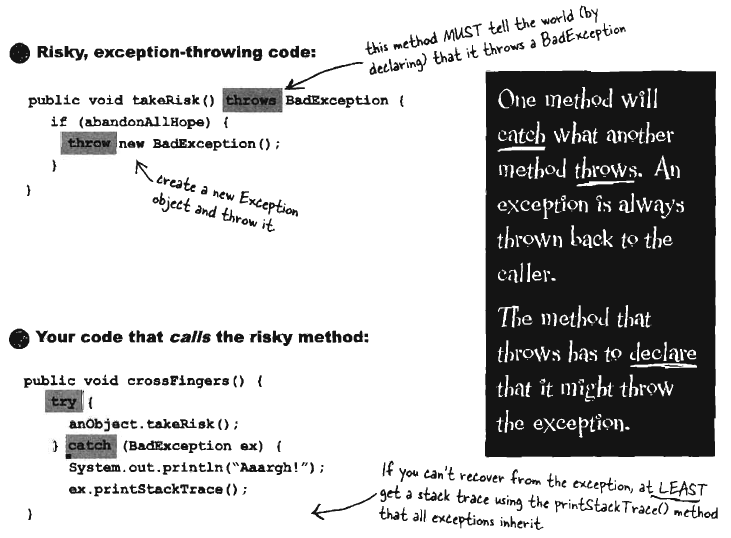 Risky, exception-throwing code:
this method MUST tell the world (by
declaring) that it throws a BadException
public void takeRisk() throws BadException {
if (abandonAllHope) {
throw new BadException();
}
}
create a new Exception
object and throw it.
One method will
catch what another
method throws. An
exception is always
thrown back to the
caller.
The method that
throws has to declare
that it might throw
the exception.
Your code that calls the risky method:
public void crossFingers() {
try {
anObject.takeRisk();
} catch (BadException ex) {
System.out.println("Aaargh!");
ex.printStackTrace();
}
If you can't recover from the exception, at LEAST
get a stack trace using the printStackTrace() method
that all exceptions inherit.